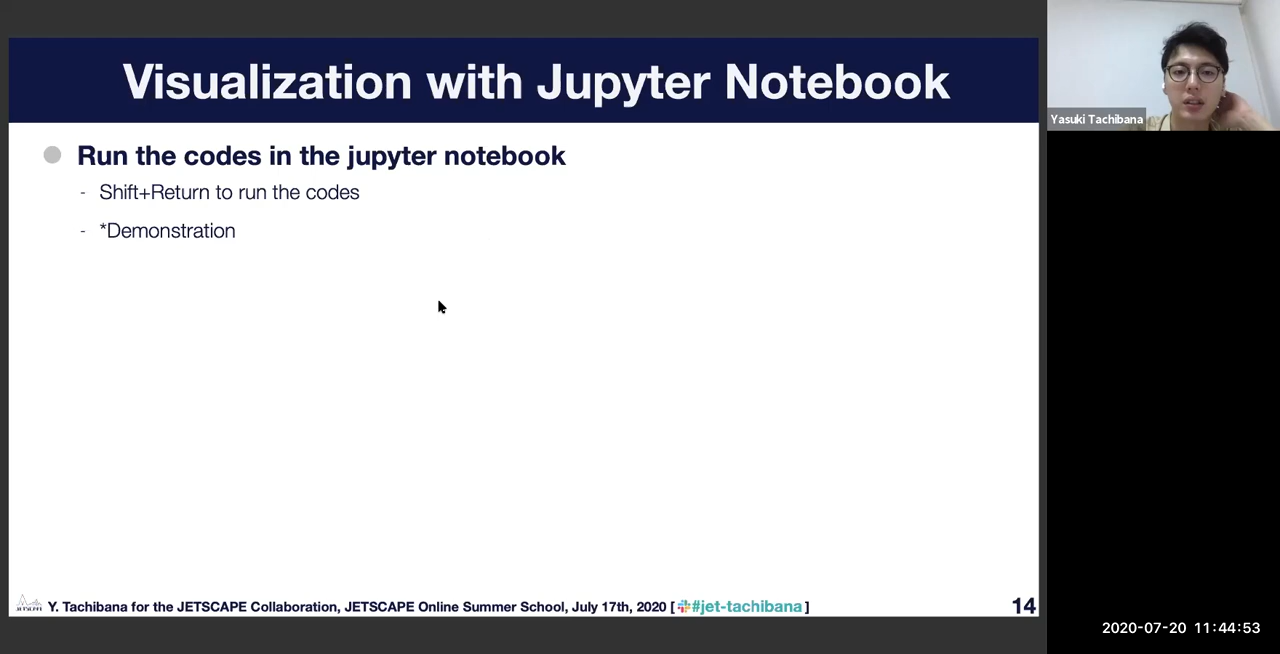 Visualization with Jupyter Notebook
Run the codes in the jupyter notebook
- Shift+Return to run the codes
- *Demonstration
JETSCAPE
Y. Tachibana for the JETSCAPE Collaboration, JETSCAPE Online Summer School, July 17th, 2020 [ #jet-tachibana ]
14
Yasuki Tachibana
2020-07-20 11:44:53